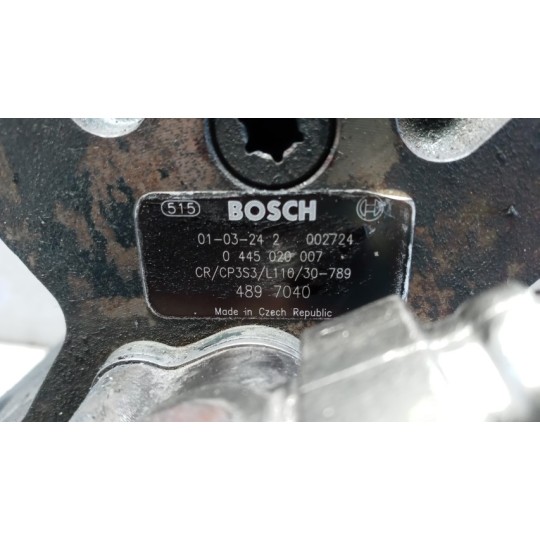 515 BOSCH
01-03-24 2 002724
0 445 020 007
CR/CP3S3/L110/30-789
489 7040
Made in Czech Republic